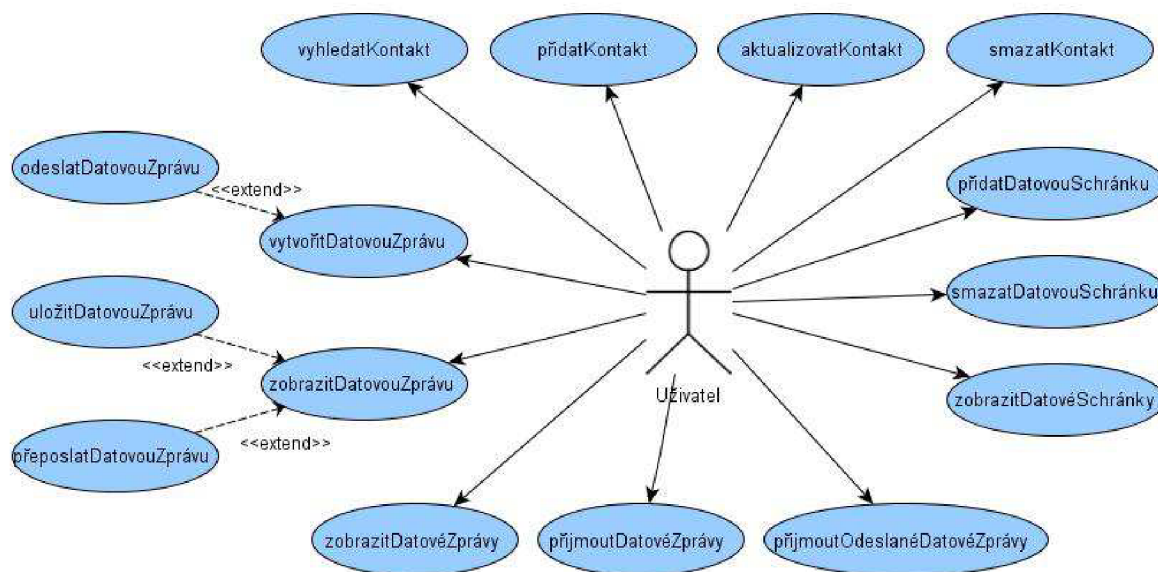 vyhledatKontakt
přidatKontakt
aktualizovatKontakt
smazatKontakt
odeslatDatovouZprávu
<<extend>>
přidatDatovouSchránku
vytvořitDatovouZprávu
smazatDatovouSchránku
uložitDatovouZprávu
<<extend>>
zobrazitDatovouZprávu
Uživatel
zobrazitDatovéSchránky
<<extend>>
přeposlatDatovouZprávu
zobrazitDatovéZprávy
přijmoutDatovéZprávy
přijmoutOdeslanéDatovéZprávy